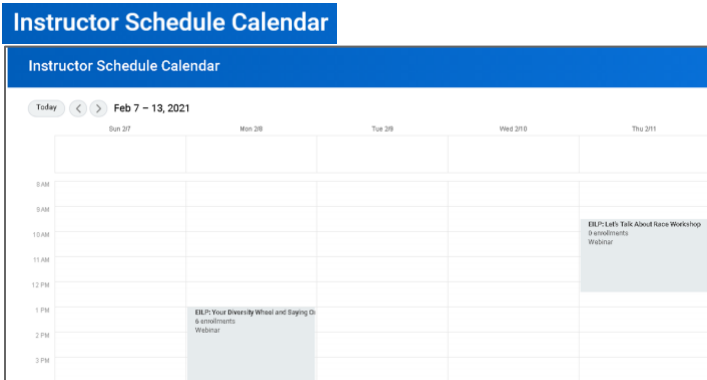 Instructor Schedule Calendar
Instructor Schedule Calendar
Today < > Feb 7 – 13, 2021
Sun 2/7 Mon 2/8 Tue 2/9 Wed 2/10 Thu 2/11
8 AM
9 AM
EILP: Let's Talk About Race Workshop
10 AM 0 enrollments
Webinar
11 AM
12 PM
1 PM EILP: Your Diversity Wheel and Saying
6 enrollments
2 PM Webinar
3 PM